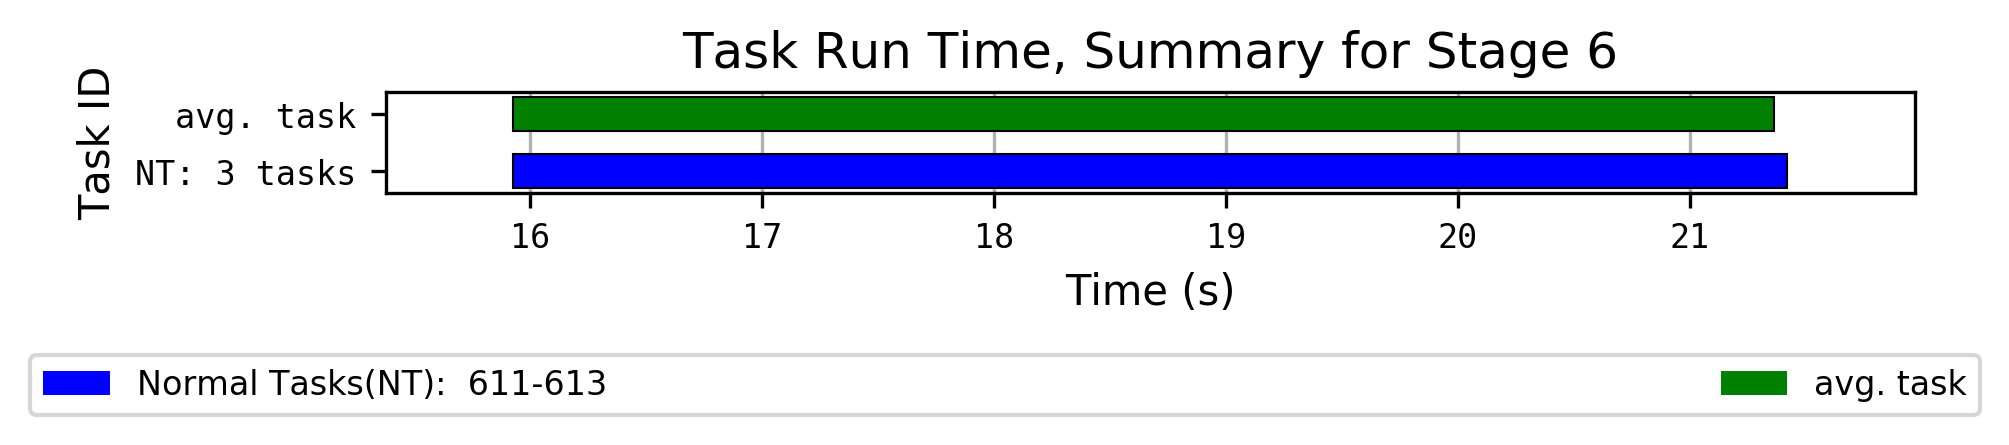 Task Run Time, Summary for Stage 6
Task ID
avg. task
NT: 3 tasks
16 17 18 19 20 21
Time (s)
Normal Tasks(NT):  611-613
avg. task